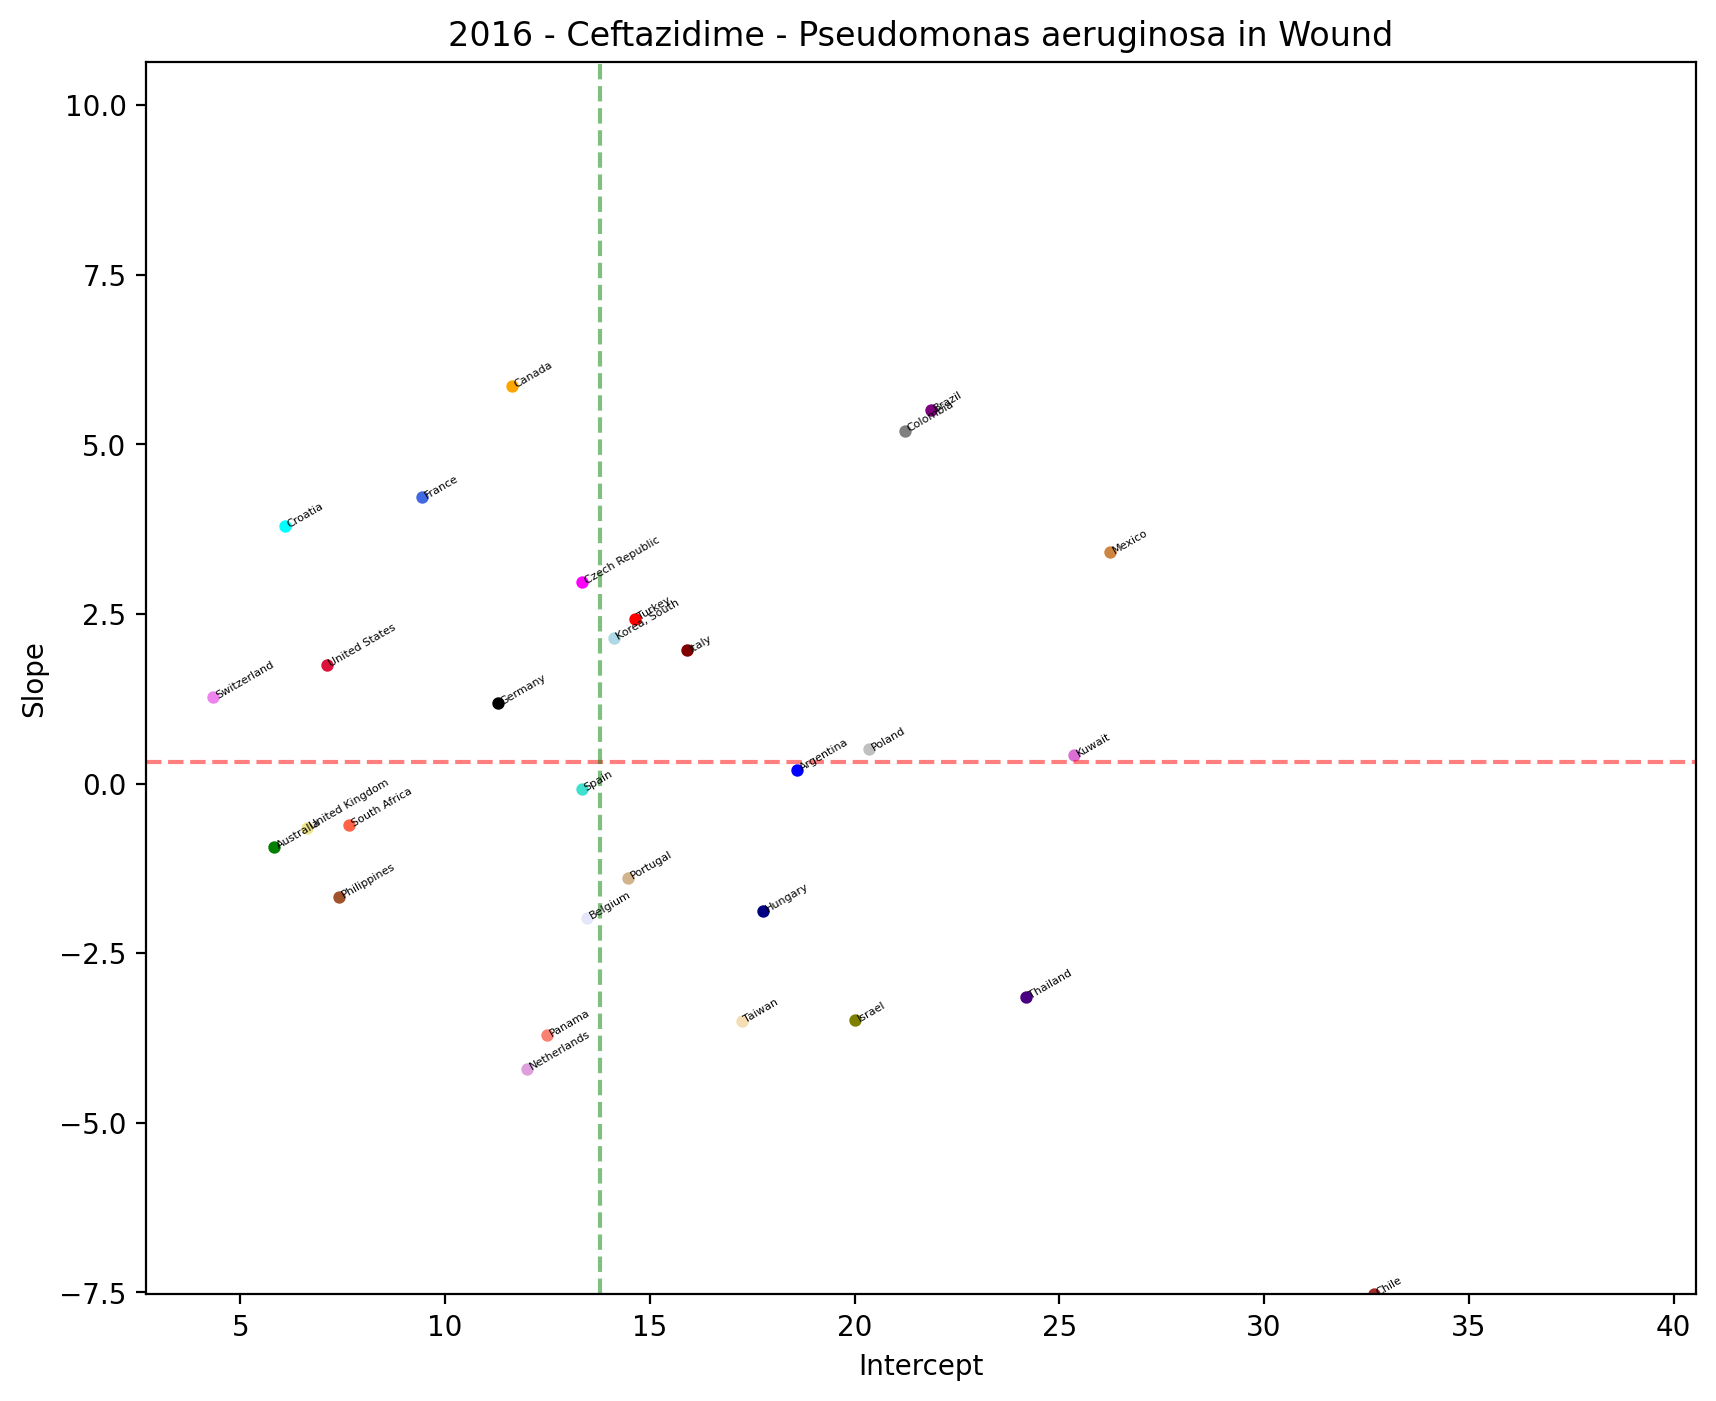 2016 - Ceftazidime - Pseudomonas aeruginosa in Wound
10.0
7.5
5.0
2.5
0.0
−2.5
−5.0
−7.5
Slope
Canada
Brazil
Colombia
France
Croatia
Mexico
Czech Republic
Turkey
Korea, South
Italy
United States
Switzerland
Germany
Poland
Kuwait
Argentina
Spain
United Kingdom
South Africa
Australia
Philippines
Portugal
Hungary
Belgium
Thailand
Taiwan
Israel
Panama
Netherlands
Chile
5
10
15
20
25
30
35
40
Intercept